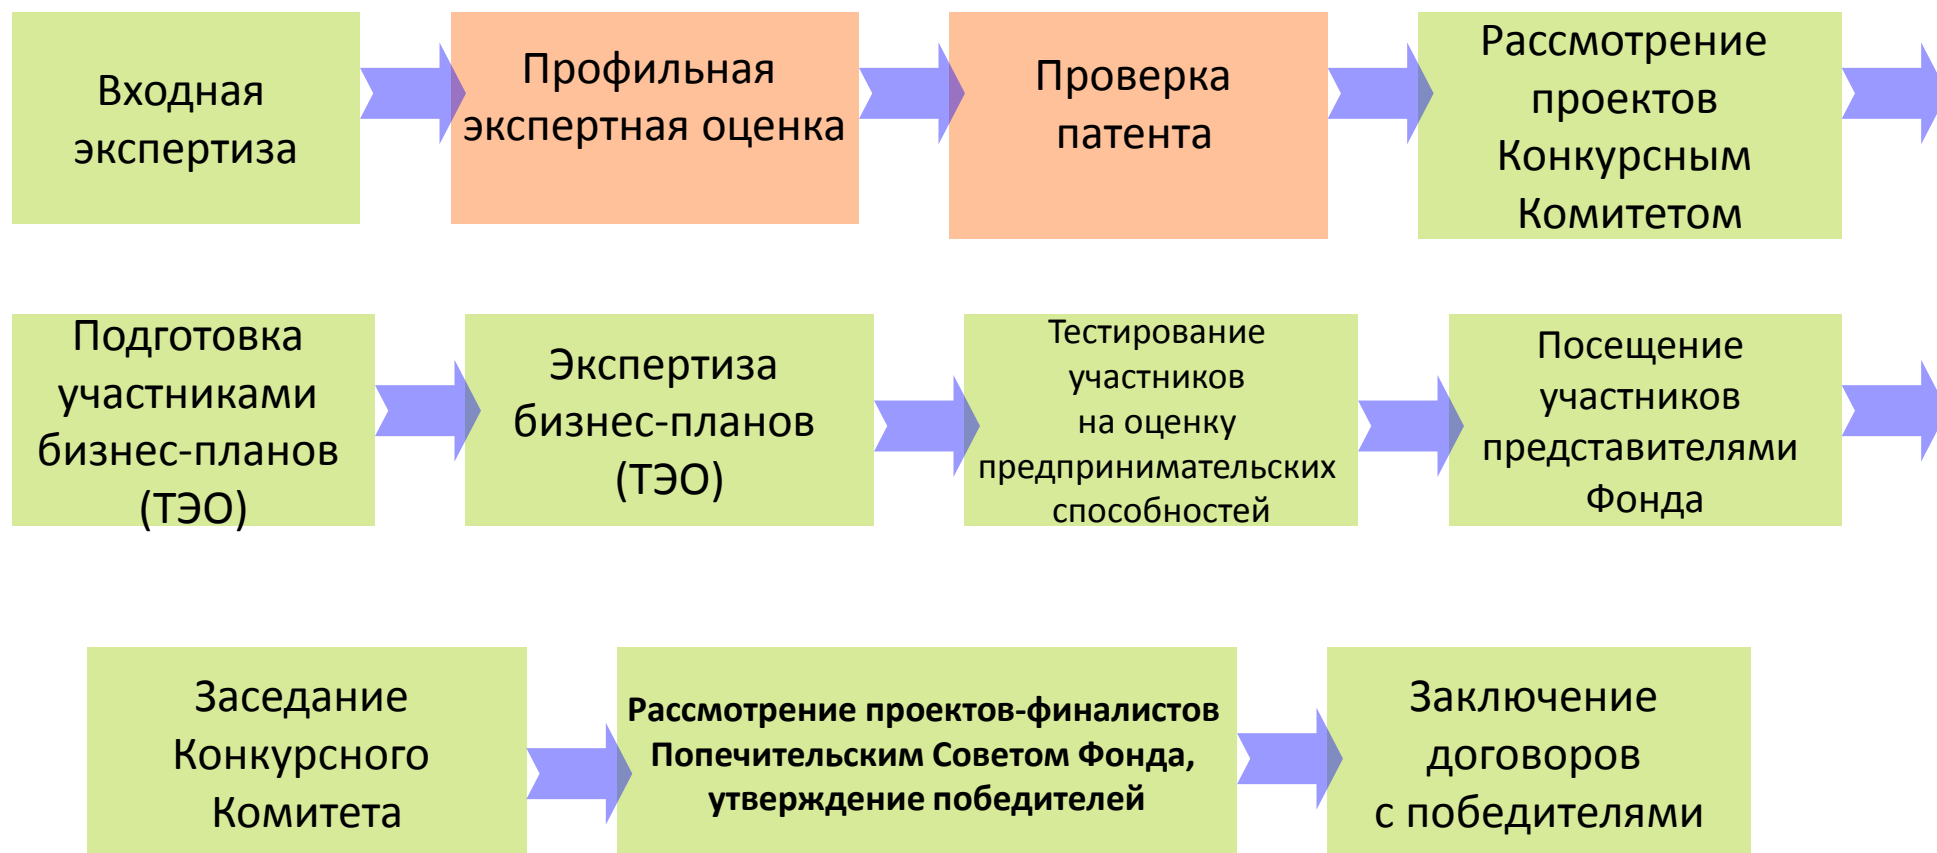 Входная
экспертиза
Профильная
экспертная оценка
Проверка
патента
Рассмотрение
проектов
Конкурсным
Комитетом
Подготовка
участниками
бизнес-планов
(ТЭО)
Экспертиза
бизнес-планов
(ТЭО)
Тестирование
участников
на оценку
предпринимательских
способностей
Посещение
участников
представителями
Фонда
Заседание
Конкурсного
Комитета
Рассмотрение проектов-финалистов
Попечительским Советом Фонда,
утверждение победителей
Заключение
договоров
с победителями